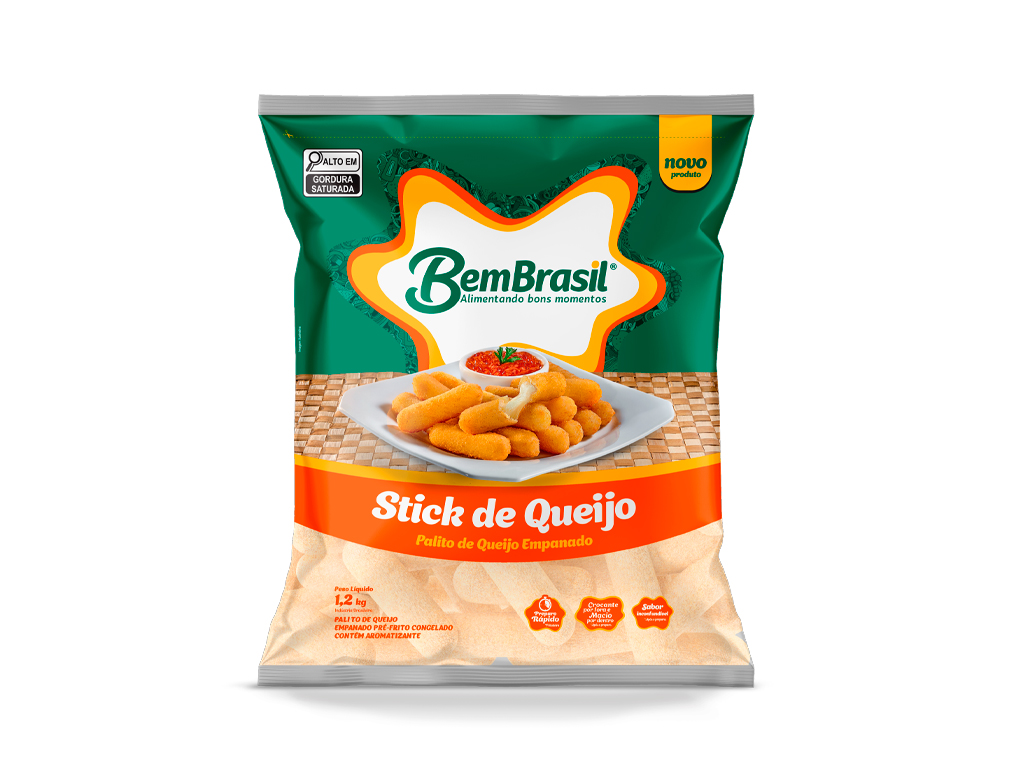 ALTO EM
GORDURA
SATURADA
novo
produto
BemBrasil®
Alimentando bons momentos
Stick de Queijo
Palito de Queijo Empanado
Peso Líquido
1,2 kg
Indústria Brasileira
PALITO DE QUEIJO
EMPANADO PRÉ-FRITO CONGELADO
CONTÉM AROMATIZANTE
Preparo
Rápido
Crocante
por fora e
Macio
por dentro
Sabor
inconfundível